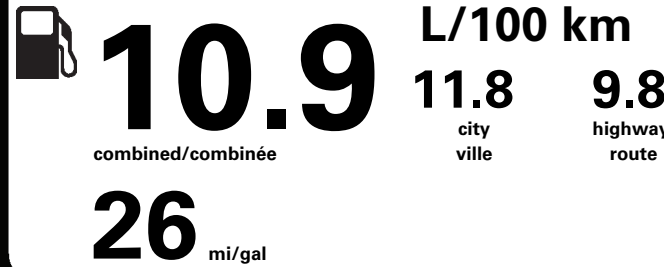 L/100 km
10.9
combined/combinée
11.8
city
ville
9.8
highway
route
26 mi/gal